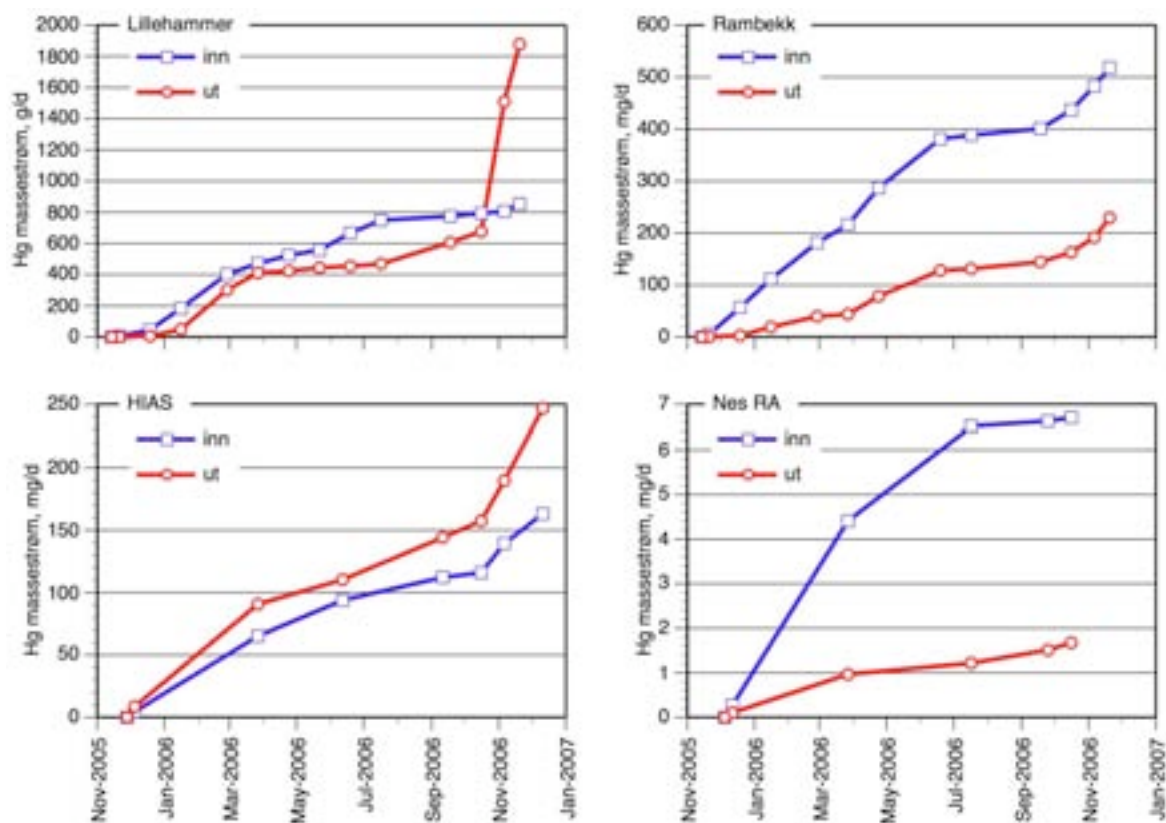 Lillehammer
inn
ut
Hg massestrøm, g/d
2000
1800
1600
1400
1200
1000
800
600
400
200
0
Rambekk
inn
ut
Hg massestrøm, mg/d
600
500
400
300
200
100
0
HIAS
inn
ut
Hg massestrøm, mg/d
250
200
150
100
50
0
Nov-2005
Jan-2006
Mar-2006
May-2006
Jul-2006
Sep-2006
Nov-2006
Jan-2007
Nes RA
inn
ut
Hg massestrøm, mg/d
7
6
5
4
3
2
1
0
Nov-2005
Jan-2006
Mar-2006
May-2006
Jul-2006
Sep-2006
Nov-2006
Jan-2007